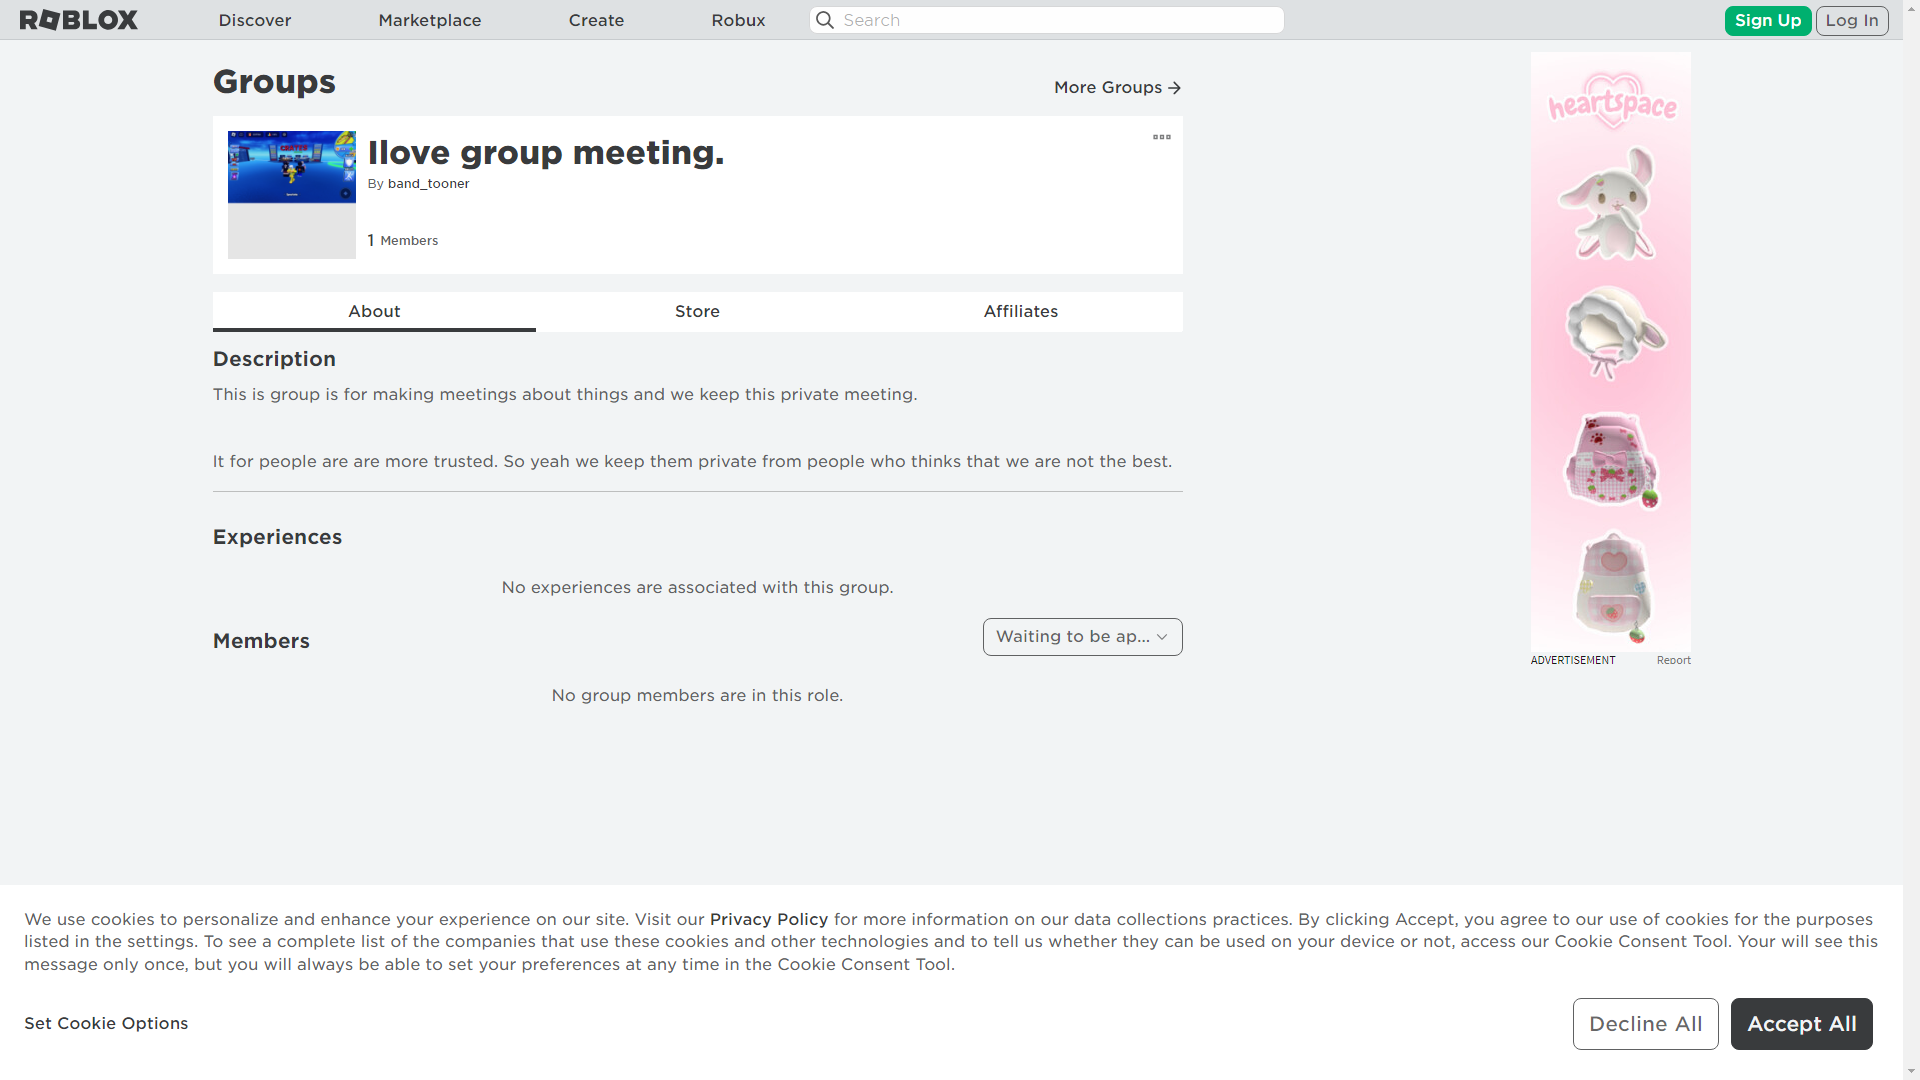 ROBLOX
Discover
Marketplace
Create
Robux
Search
Sign Up
Log In
Groups
More Groups
Ilove group meeting.
By band_tooner
1 Members
About
Store
Affiliates
Description
This is group is for making meetings about things and we keep this private meeting.
It for people are are more trusted. So yeah we keep them private from people who thinks that we are not the best.
Experiences
No experiences are associated with this group.
Members
Waiting to be ap...
No group members are in this role.
heartspace
ADVERTISEMENT
Report
We use cookies to personalize and enhance your experience on our site. Visit our Privacy Policy for more information on our data collections practices. By clicking Accept, you agree to our use of cookies for the purposes
listed in the settings. To see a complete list of the companies that use these cookies and other technologies and to tell us whether they can be used on your device or not, access our Cookie Consent Tool. Your will see this
message only once, but you will always be able to set your preferences at any time in the Cookie Consent Tool.
Set Cookie Options
Decline All
Accept All